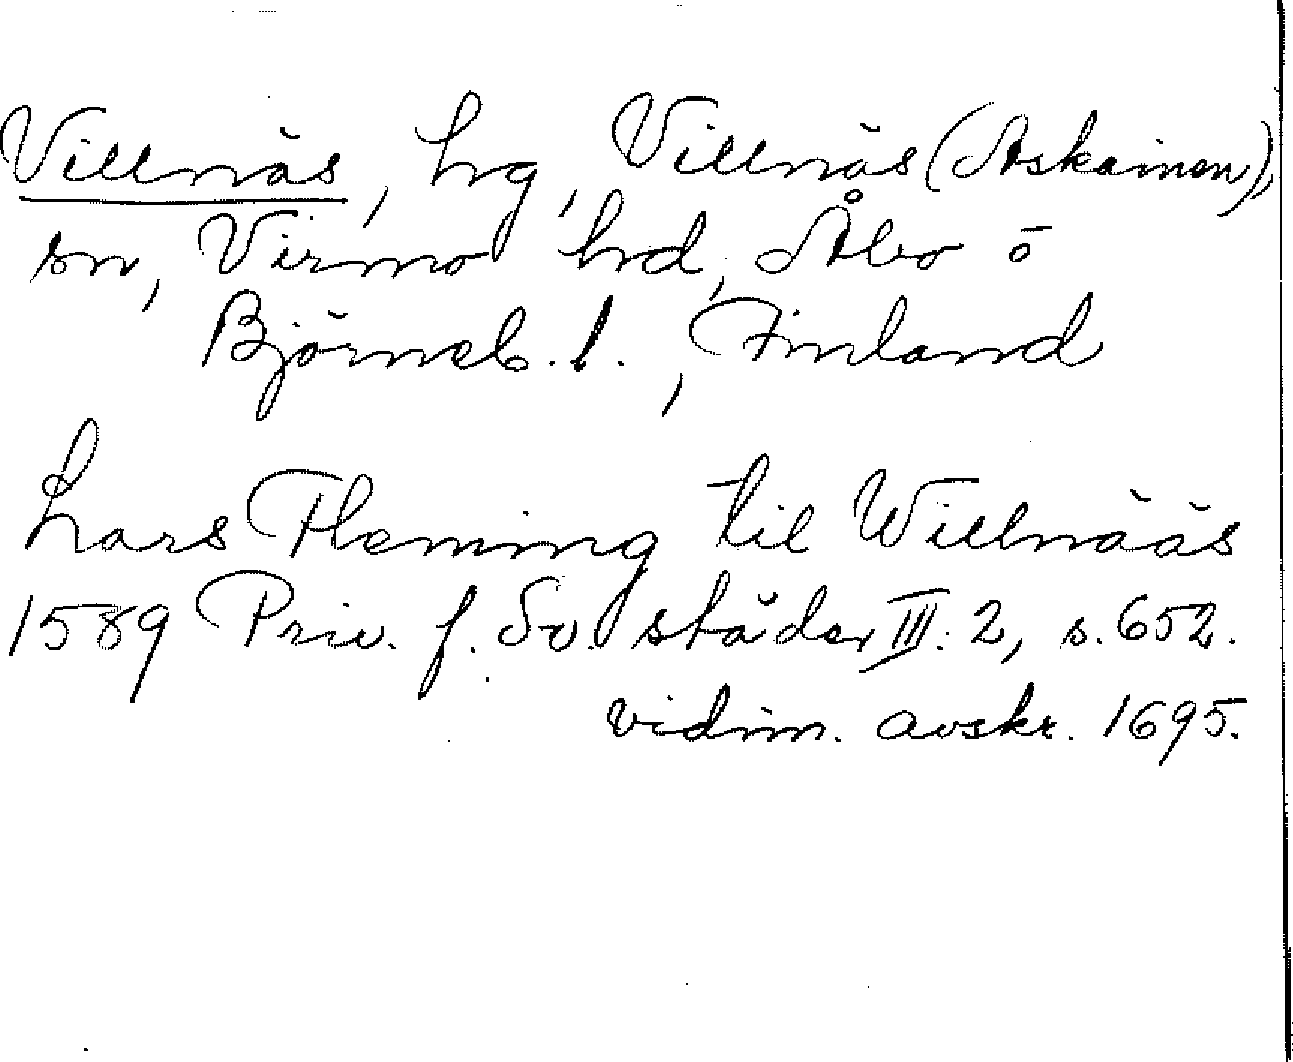 Villnäs, hg, Villnäs (Askainen),
sn, Virmo hd, Åbo o
Björneb. l., Finland
Lars Fleming til Willnääs
1589 Priv. f. Sv. städer III: 2, s. 652.
vidim. avskr. 1695.